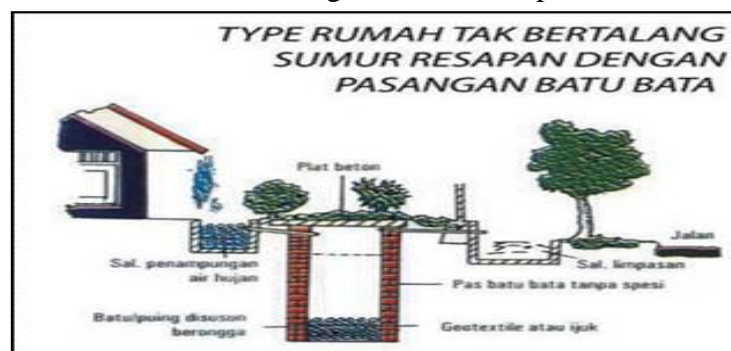 TYPE RUMAH TAK BERTALANG
SUMUR RESAPAN DENGAN
PASANGAN BATU BATA
Plat beton
Jalan
Sal. penampungan
air hujan
Sal. limpasan
Pas batu bata tanpa spesi
Batu/puing disuson
berongga
Geotextile atau ijuk